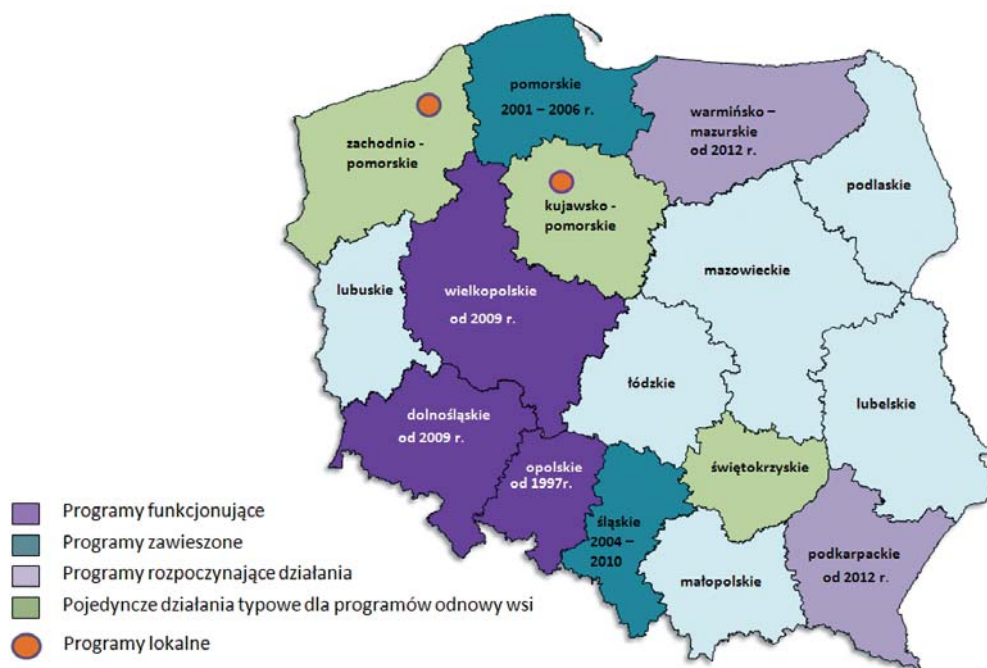 pomorskie
2001 – 2006 r.
warmińsko –
mazurskie
od 2012 r.
zachodnio -
pomorskie
podlaskie
kujawsko -
pomorskie
mazowieckie
lubuskie
wielkopolskie
od 2009 r.
łódzkie
lubelskie
dolnośląskie
od 2009 r.
opolskie
od 1997r.
świętokrzyskie
śląskie
2004 –
2010
małopolskie
podkarpackie
od 2012 r.
Programy funkcjonujące
Programy zawieszone
Programy rozpoczynające działania
Pojedyncze działania typowe dla programów odnowy wsi
Programy lokalne